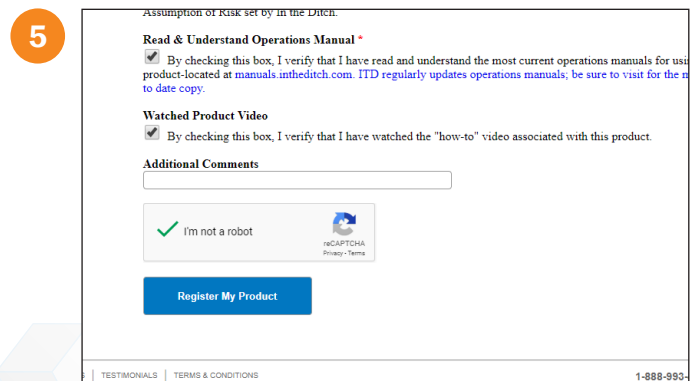 5
Assumption of Risk set by In the Ditch.
Read & Understand Operations Manual *
By checking this box, I verify that I have read and understand the most current operations manuals for
product-located at manuals.intheditch.com. ITD regularly updates operations manuals; be sure to visit for the
to date copy.
Watched Product Video
By checking this box, I verify that I have watched the "how-to" video associated with this product.
Additional Comments
I'm not a robot
reCAPTCHA
Privacy - Terms
Register My Product
TESTIMONIALS | TERMS & CONDITIONS
1-888-993-